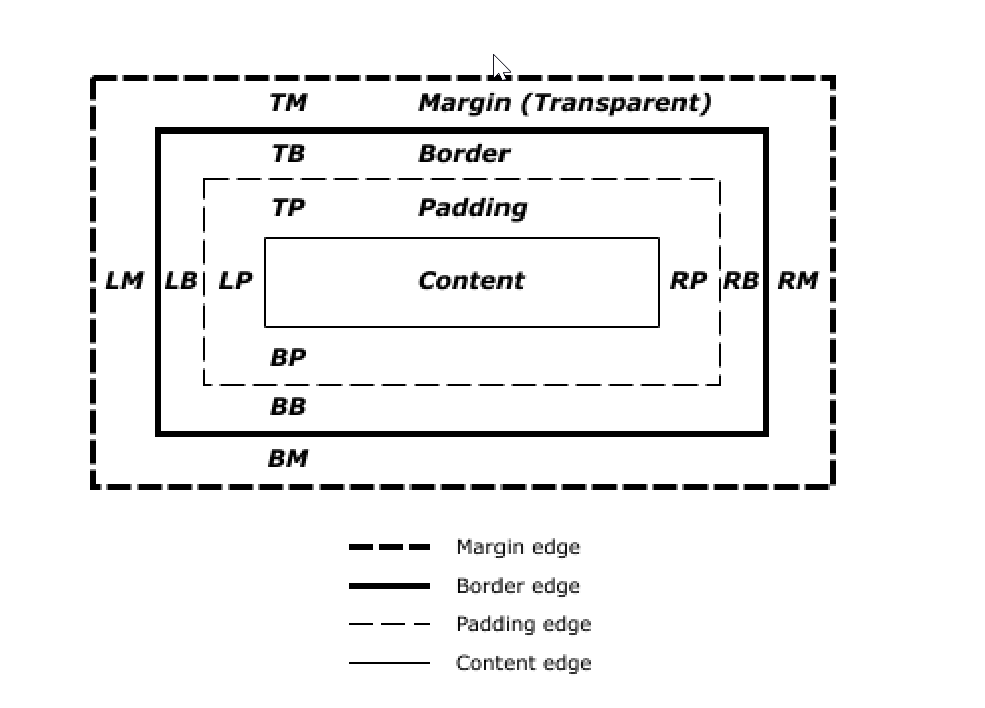 TM Margin (Transparent)
TB Border
TP Padding
LM LB LP Content RP RB RM
BP
BB
BM
Margin edge
Border edge
Padding edge
Content edge